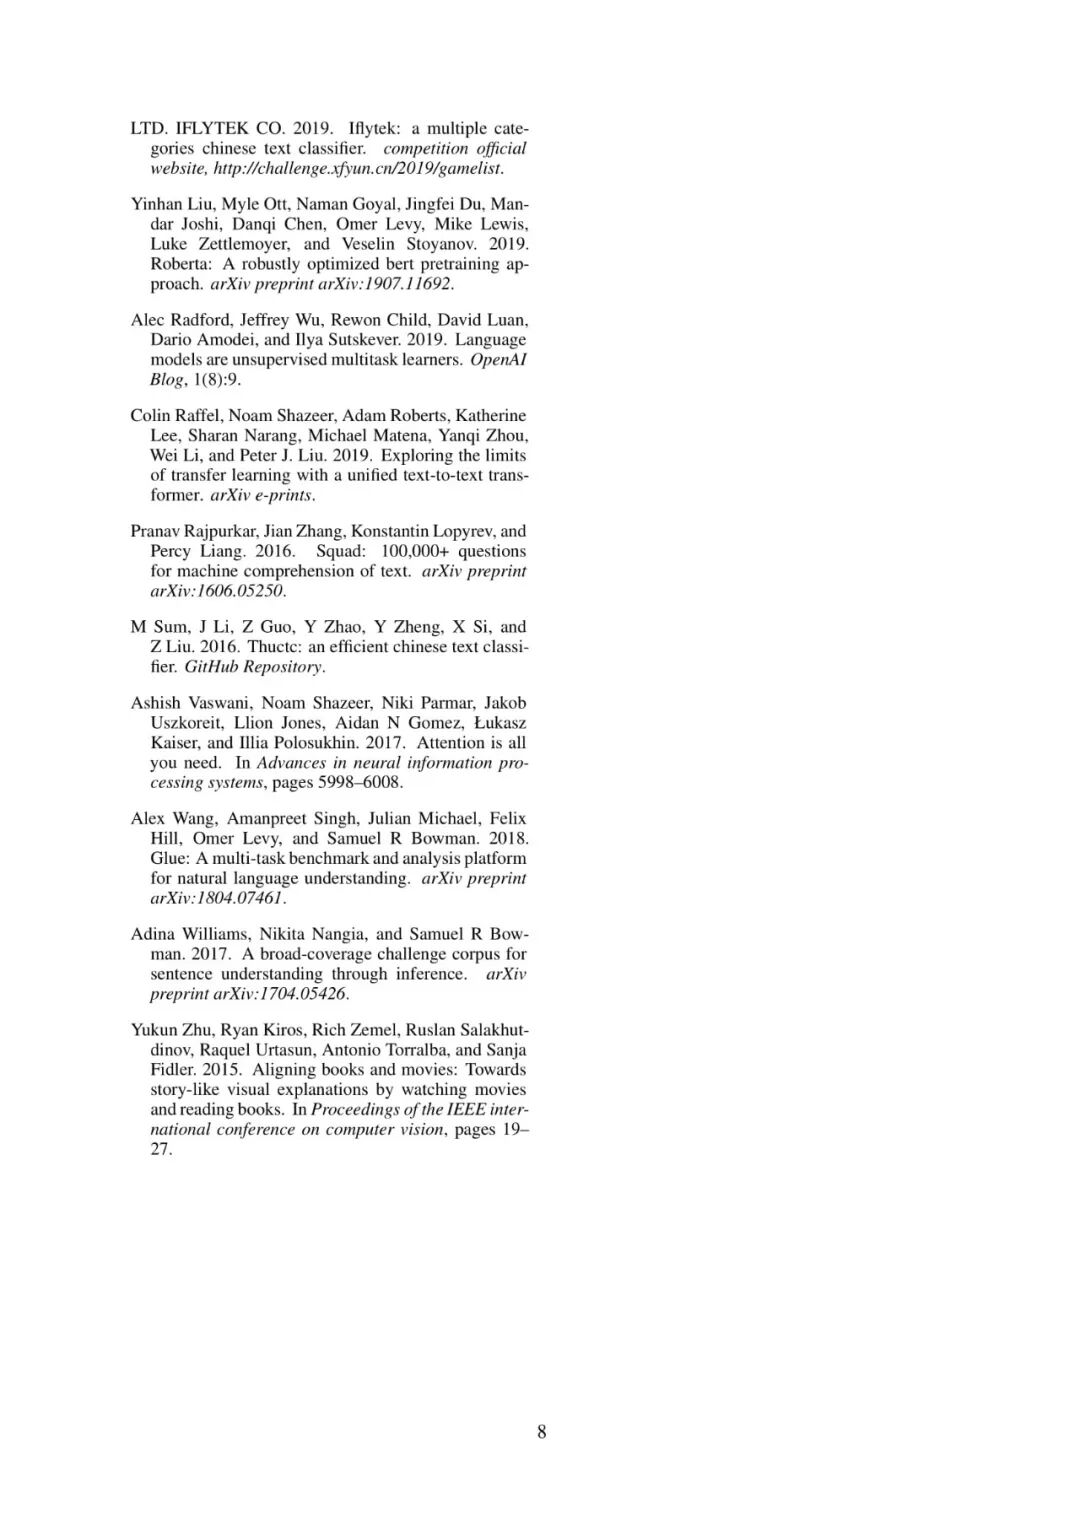 LTD. IFLYTEK CO. 2019. Iflytek: a multiple cate-
gories chinese text classifier. competition official
website, http://challenge.xfyun.cn/2019/gamelist.
Yinhan Liu, Myle Ott, Naman Goyal, Jingfei Du, Man-
dar Joshi, Danqi Chen, Omer Levy, Mike Lewis,
Luke Zettlemoyer, and Veselin Stoyanov. 2019.
Roberta: A robustly optimized bert pretraining ap-
proach. arXiv preprint arXiv:1907.11692.
Alec Radford, Jeffrey Wu, Rewon Child, David Luan,
Dario Amodei, and Ilya Sutskever. 2019. Language
models are unsupervised multitask learners. OpenAI
Blog, 1(8):9.
Colin Raffel, Noam Shazeer, Adam Roberts, Katherine
Lee, Sharan Narang, Michael Matena, Yanqi Zhou,
Wei Li, and Peter J. Liu. 2019. Exploring the limits
of transfer learning with a unified text-to-text trans-
former. arXiv e-prints.
Pranav Rajpurkar, Jian Zhang, Konstantin Lopyrev, and
Percy Liang. 2016. Squad: 100,000+ questions
for machine comprehension of text. arXiv preprint
arXiv:1606.05250.
M Sum, J Li, Z Guo, Y Zhao, Y Zheng, X Si, and
Z Liu. 2016. Thuctc: an efficient chinese text classi-
fier. GitHub Repository.
Ashish Vaswani, Noam Shazeer, Niki Parmar, Jakob
Uszkoreit, Llion Jones, Aidan N Gomez, Łukasz
Kaiser, and Illia Polosukhin. 2017. Attention is all
you need. In Advances in neural information pro-
cessing systems, pages 5998–6008.
Alex Wang, Amanpreet Singh, Julian Michael, Felix
Hill, Omer Levy, and Samuel R Bowman. 2018.
Glue: A multi-task benchmark and analysis platform
for natural language understanding. arXiv preprint
arXiv:1804.07461.
Adina Williams, Nikita Nangia, and Samuel R Bow-
man. 2017. A broad-coverage challenge corpus for
sentence understanding through inference. arXiv
preprint arXiv:1704.05426.
Yukun Zhu, Ryan Kiros, Rich Zemel, Ruslan Salakhut-
dinov, Raquel Urtasun, Antonio Torralba, and Sanja
Fidler. 2015. Aligning books and movies: Towards
story-like visual explanations by watching movies
and reading books. In Proceedings of the IEEE inter-
national conference on computer vision, pages 19–
27.
8